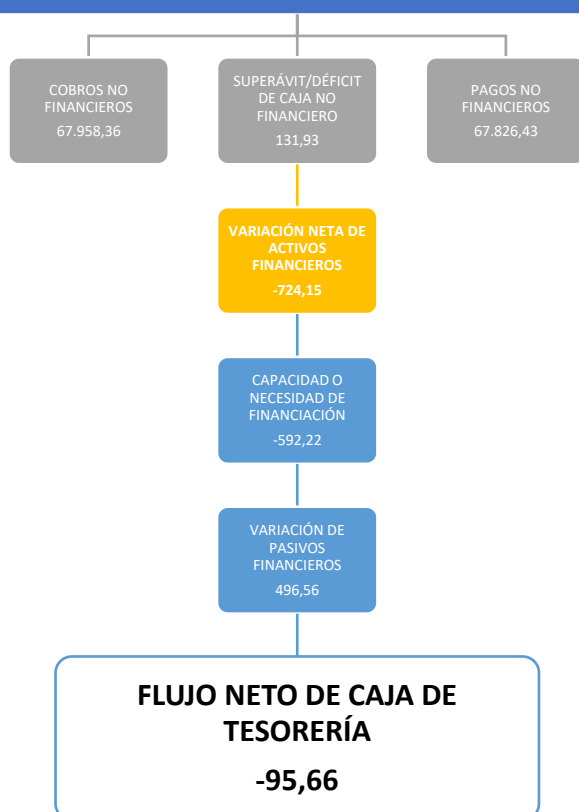 COBROS NO
FINANCIEROS
67.958,36
SUPERÁVIT/DÉFICIT
DE CAJA NO
FINANCIERO
131,93
PAGOS NO
FINANCIEROS
67.826,43
VARIACIÓN NETA DE
ACTIVOS
FINANCIEROS
-724,15
CAPACIDAD O
NECESIDAD DE
FINANCIACIÓN
-592,22
VARIACIÓN DE
PASIVOS
FINANCIEROS
496,56
FLUJO NETO DE CAJA DE
TESORERÍA
-95,66